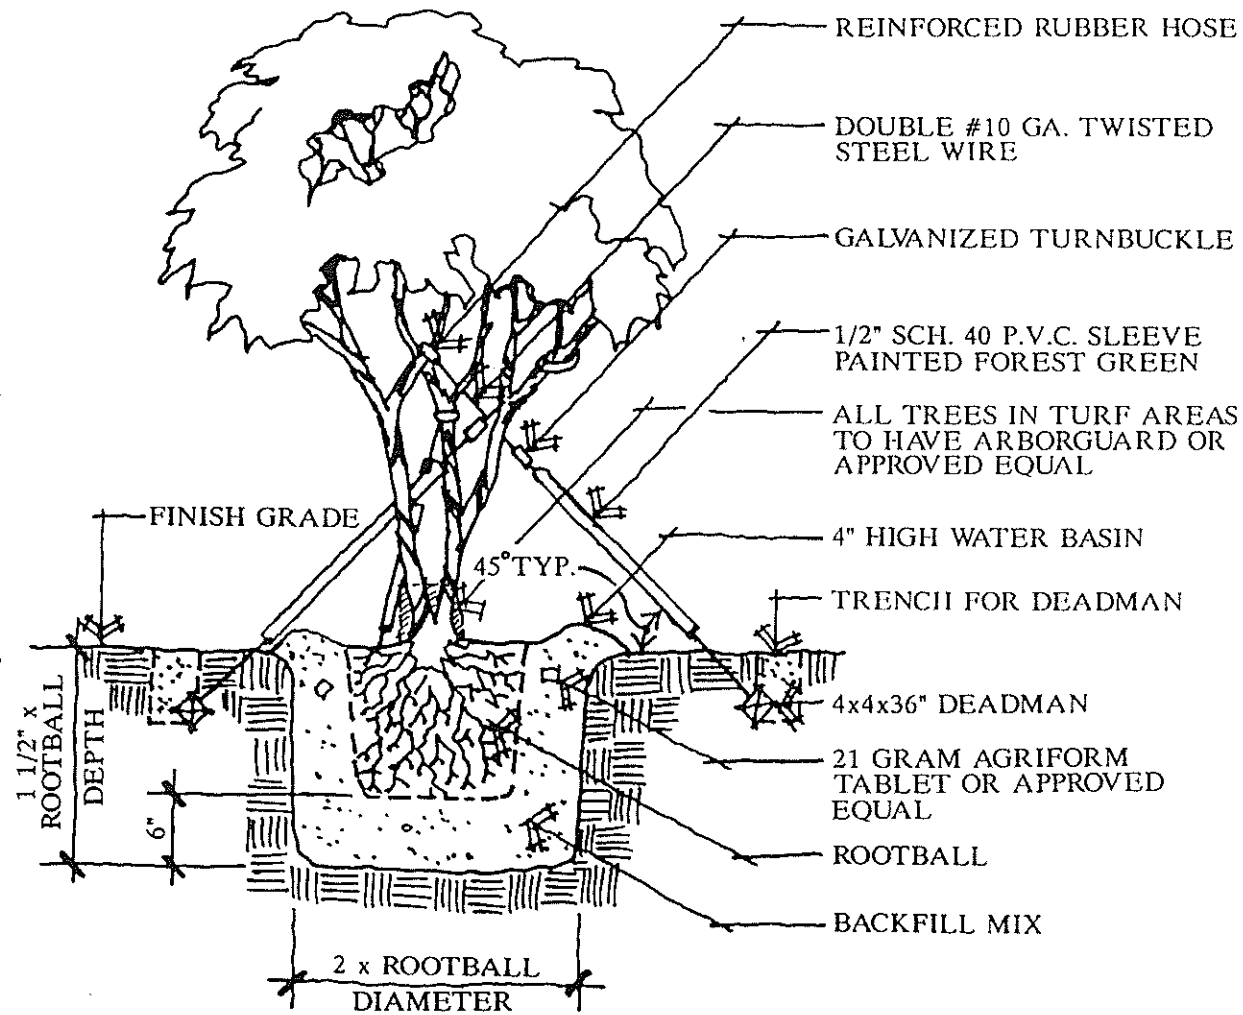 REINFORCED RUBBER HOSE
DOUBLE #10 GA. TWISTED
STEEL WIRE
GALVANIZED TURNBUCKLE
1/2" SCH. 40 P.V.C. SLEEVE
PAINTED FOREST GREEN
ALL TREES IN TURF AREAS
TO HAVE ARBORGUARD OR
APPROVED EQUAL
FINISH GRADE
4" HIGH WATER BASIN
45° TYP.
TRENCH FOR DEADMAN
4x4x36" DEADMAN
21 GRAM AGRIFORM
TABLET OR APPROVED
EQUAL
ROOTBALL
BACKFILL MIX
1 1/2" x
ROOTBALL
DEPTH
6"
2 x ROOTBALL
DIAMETER